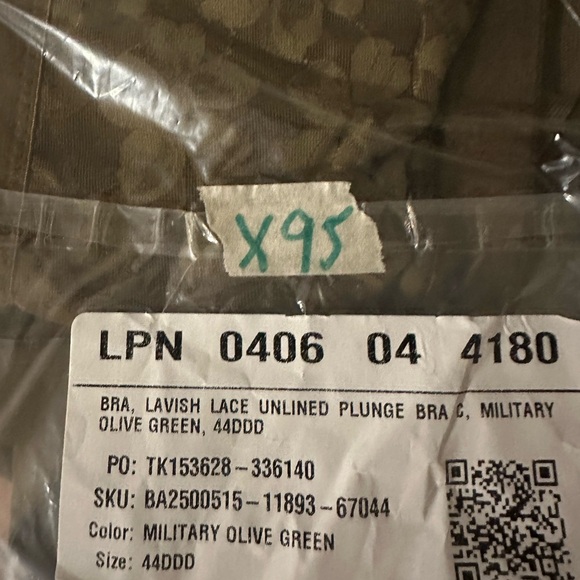 X95
LPN 0406 04 4180
BRA, LAVISH LACE UNLINED PLUNGE BRA C, MILITARY
OLIVE GREEN, 44DDD
PO: TK153628-336140
SKU: BA2500515-11893-67044
Color: MILITARY OLIVE GREEN
Size: 44DDD